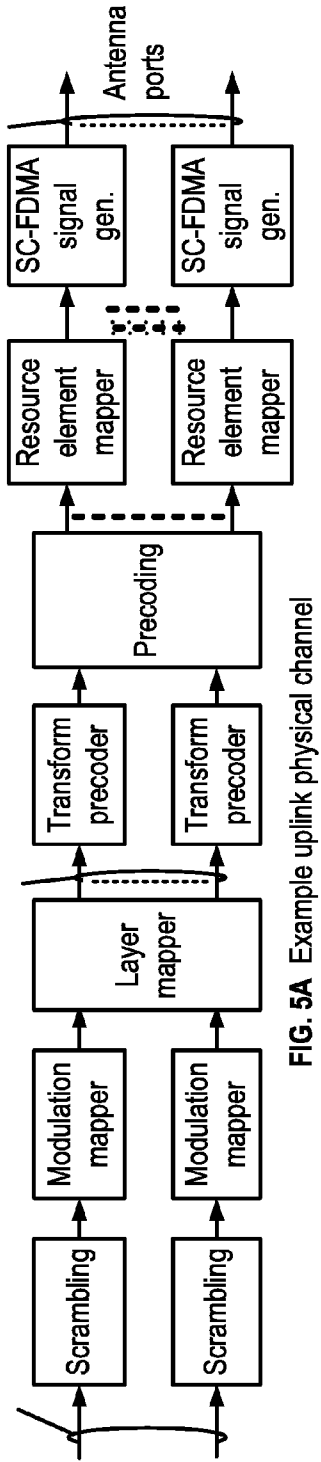 Scrambling
Modulation
mapper
Layer
mapper
Transform
precoder
Precoding
Resource
element
mapper
SC-FDMA
signal
gen.
Antenna
ports
Scrambling
Modulation
mapper
Transform
precoder
Resource
element
mapper
SC-FDMA
signal
gen.
FIG. 5A Example uplink physical channel